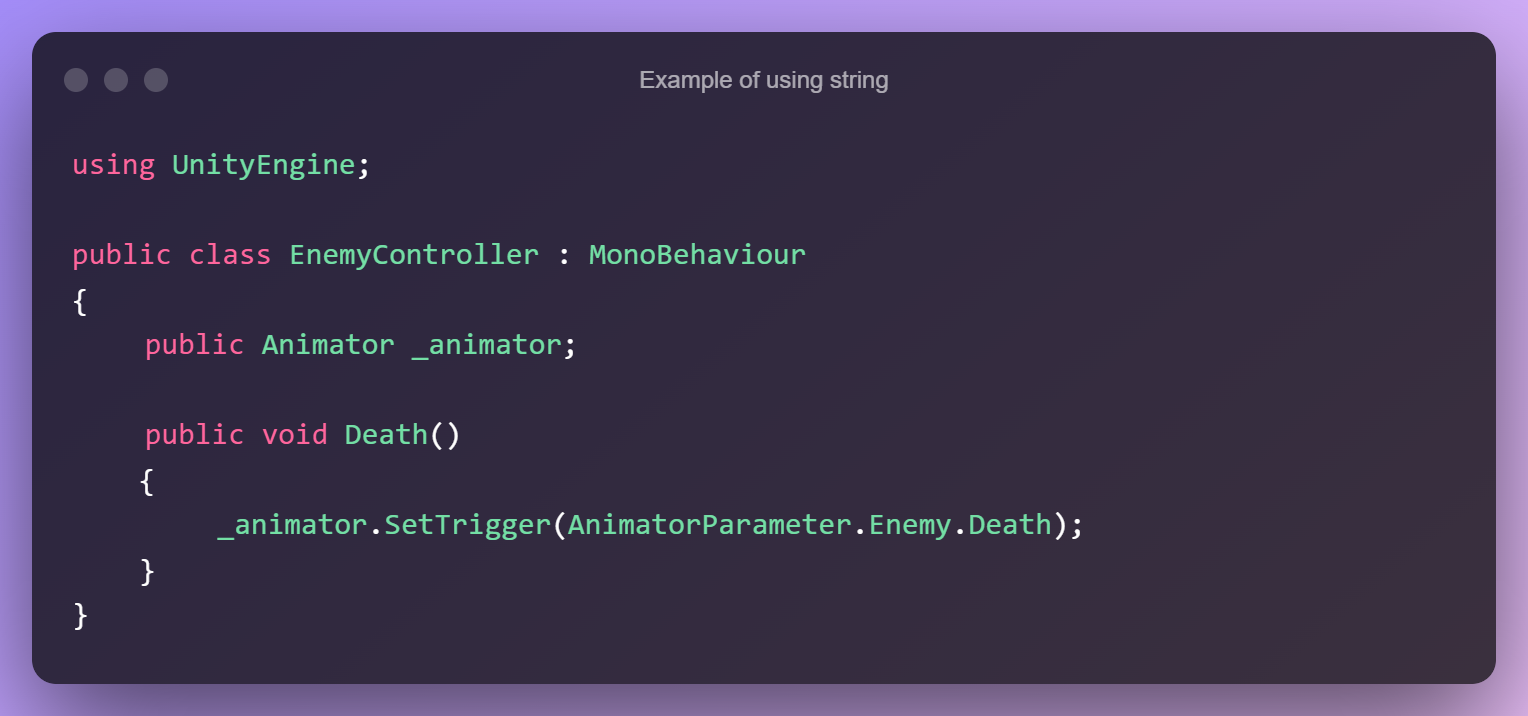 Example of using string
using UnityEngine;
public class EnemyController : MonoBehaviour
{
    public Animator _animator;
    public void Death()
    {
        _animator.SetTrigger(AnimatorParameter.Enemy.Death);
    }
}